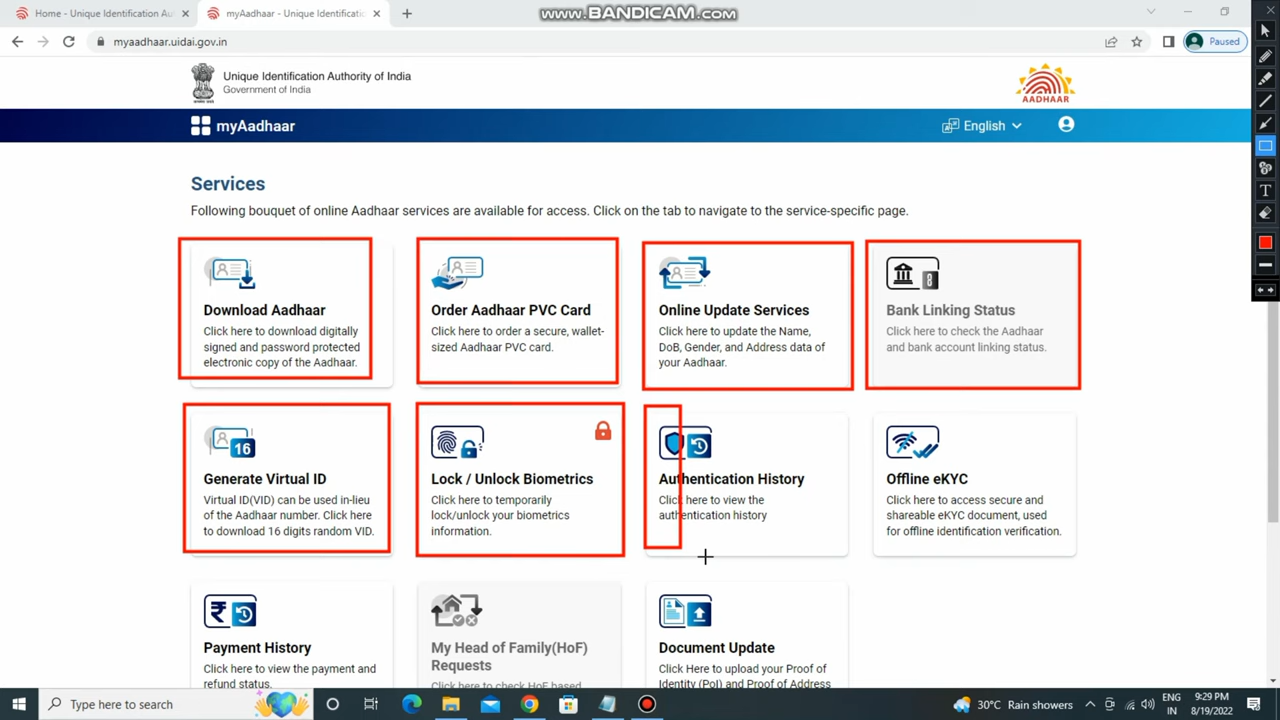 Home - Unique Identification Aut
myAadhaar - Unique Identificatio
www.BANDICAM.com
myaadhaar.uidai.gov.in
Paused
Unique Identification Authority of India
Government of India
AADHAAR
myAadhaar
English
Services
Following bouquet of online Aadhaar services are available for access. Click on the tab to navigate to the service-specific page.
Download Aadhaar
Click here to download digitally
signed and password protected
electronic copy of the Aadhaar.
Order Aadhaar PVC Card
Click here to order a secure, wallet-
sized Aadhaar PVC card.
Online Update Services
Click here to update the Name,
DoB, Gender, and Address data of
your Aadhaar.
8
Bank Linking Status
Click here to check the Aadhaar
and bank account linking status.
16
Generate Virtual ID
Virtual ID(VID) can be used in-lieu
of the Aadhaar number. Click here
to download 16 digits random VID.
Lock / Unlock Biometrics
Click here to temporarily
lock/unlock your biometrics
information.
Authentication History
Click here to view the
authentication history
Offline eKYC
Click here to access secure and
shareable eKYC document, used
for offline identification verification.
₹
Payment History
Click here to view the payment and
refund status.
My Head of Family(HoF)
Requests
Click here to check HoF based
Document Update
Click Here to upload your Proof of
Identity (PoI) and Proof of Address
T
Type here to search
30°C Rain showers
ENG
IN
9:29 PM
8/19/2022